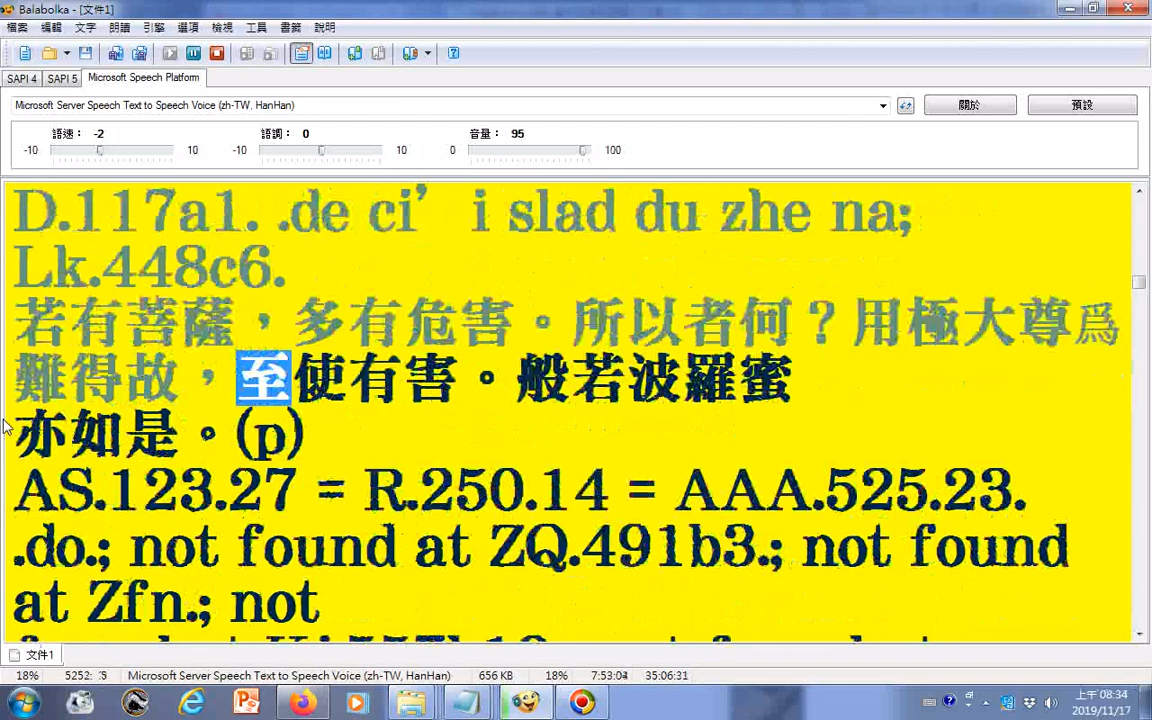 Balabolka - [文件1]
檔案 編輯 文字 朗讀 引擎 選項 檢視 工具 書籤 說明
SAPI 4 SAPI 5 Microsoft Speech Platform
Microsoft Server Speech Text to Speech Voice (zh-TW, HanHan) 關於 預設
語速： -2 語調： 0 音量： 95
-10 10 -10 10 0 100
D.117a1. .de ci’i slad du zhe na;
Lk.448c6.
若有菩薩，多有危害。所以者何？用極大尊爲
難得故，至使有害。般若波羅蜜
亦如是。(p)
AS.123.27 = R.250.14 = AAA.525.23.
.do.; not found at ZQ.491b3.; not found
at Zfn.; not
文件1
18% Microsoft Server Speech Text to Speech Voice (zh-TW, HanHan) 656 KB 18% 7:53:04 35:06:31
上午 08:34
2019/11/17